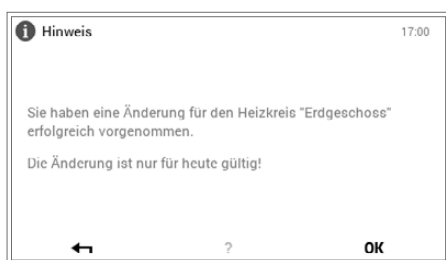 Hinweis 17:00
Sie haben eine Änderung für den Heizkreis "Erdgeschoss"
erfolgreich vorgenommen.
Die Änderung ist nur für heute gültig!
? OK